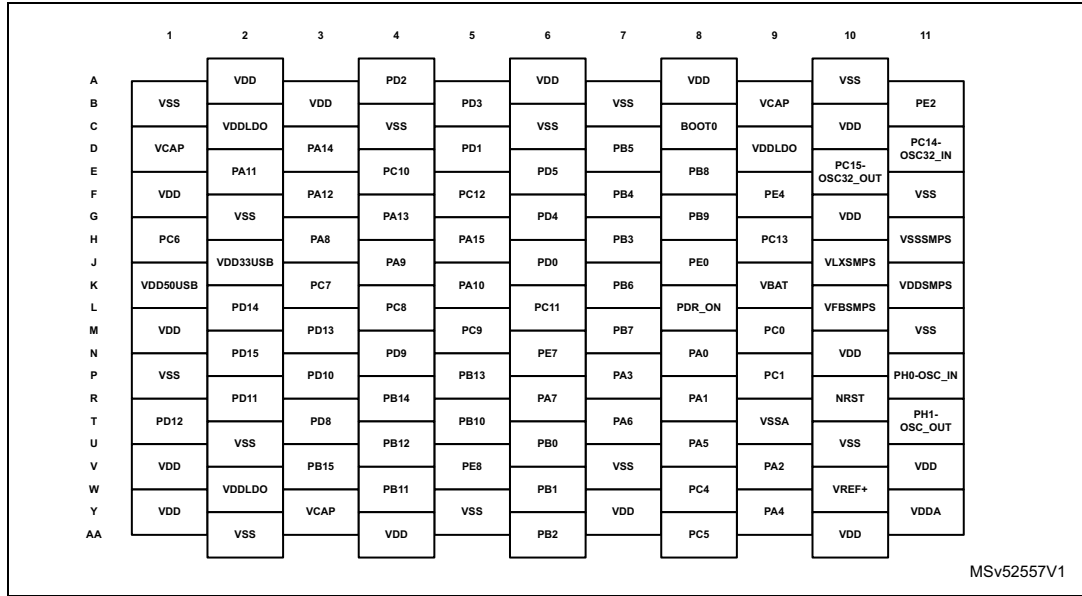 1 2 3 4 5 6 7 8 9 10 11
A VDD PD2 VDD VDD VSS
B VSS VDD PD3 VSS VCAP PE2
C VDDLDO VSS VSS BOOT0 VDD
D VCAP PA14 PD1 PB5 VDDLDO PC14-OSC32_IN
E PA11 PC10 PD5 PB8 PC15-OSC32_OUT
F VDD PA12 PC12 PB4 PE4 VSS
G VSS PA13 PD4 PB9 VDD
H PC6 PA8 PA15 PB3 PC13 VSSSMPS
J VDD33USB PA9 PD0 PE0 VLXSMPS
K VDD50USB PC7 PA10 PB6 VBAT VDDSMPS
L PD14 PC8 PC11 PDR_ON VFBSMPS
M VDD PD13 PC9 PB7 PC0 VSS
N PD15 PD9 PE7 PA0 VDD
P VSS PD10 PB13 PA3 PC1 PH0-OSC_IN
R PD11 PB14 PA7 PA1 NRST
T PD12 PD8 PB10 PA6 VSSA PH1-OSC_OUT
U VSS PB12 PB0 PA5 VSS
V VDD PB15 PE8 VSS PA2 VDD
W VDDLDO PB11 PB1 PC4 VREF+
Y VDD VCAP VSS VDD PA4 VDDA
AA VSS VDD PB2 PC5 VDD
MSv52557V1